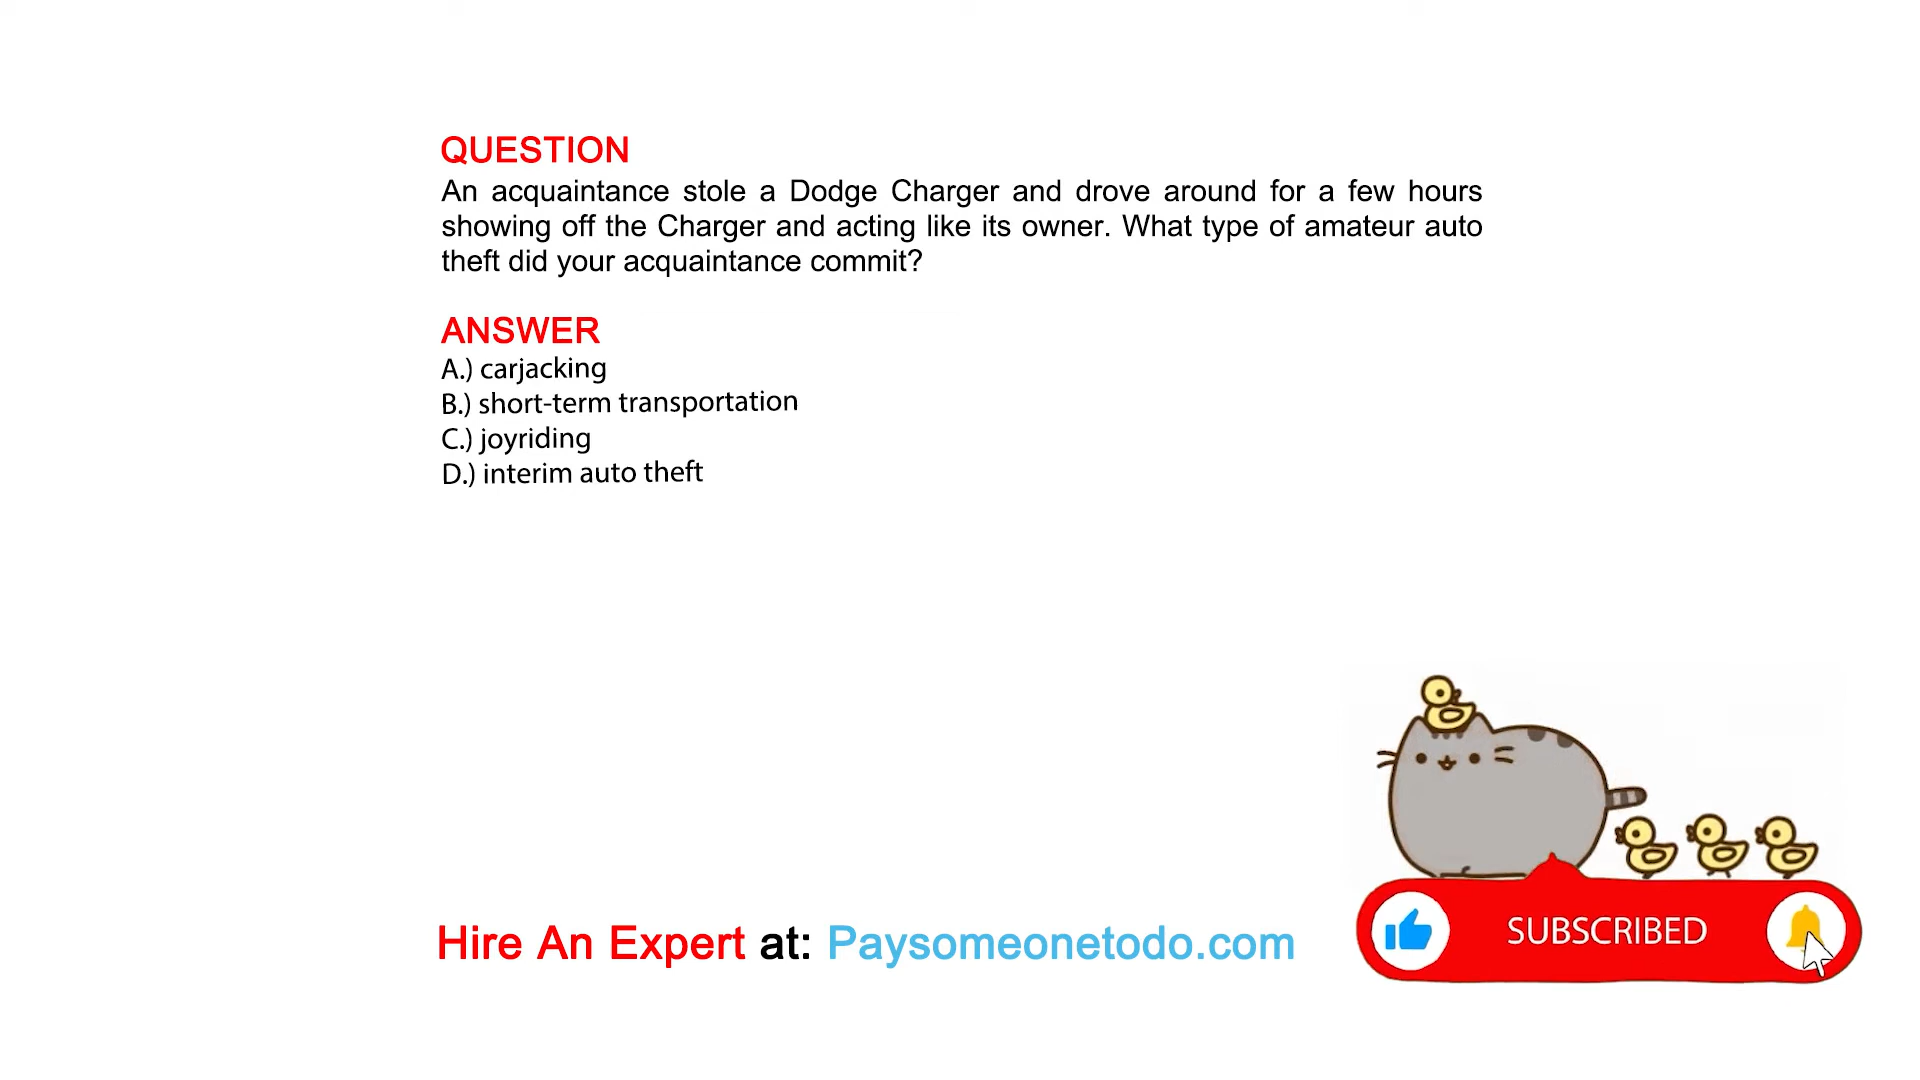 QUESTION
An acquaintance stole a Dodge Charger and drove around for a few hours
showing off the Charger and acting like its owner. What type of amateur auto
theft did your acquaintance commit?
ANSWER
A.) carjacking
B.) short-term transportation
C.) joyriding
D.) interim auto theft
Hire An Expert at: Paysomeonetodo.com
SUBSCRIBED